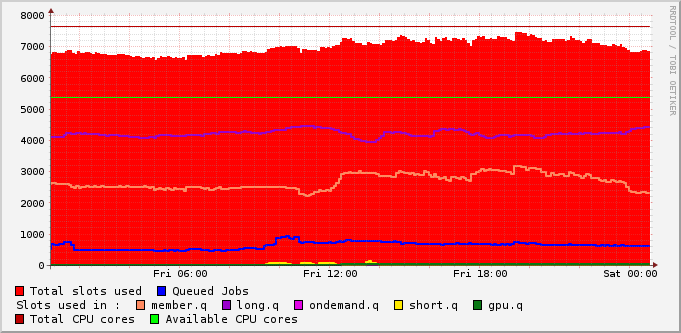 8000
7000
6000
5000
4000
3000
2000
1000
0
Fri 06:00 Fri 12:00 Fri 18:00 Sat 00:00
Total slots used Queued Jobs
Slots used in : member.q long.q ondemand.q short.q gpu.q
Total CPU cores Available CPU cores
RRDTOOL / TOBI OETIKER